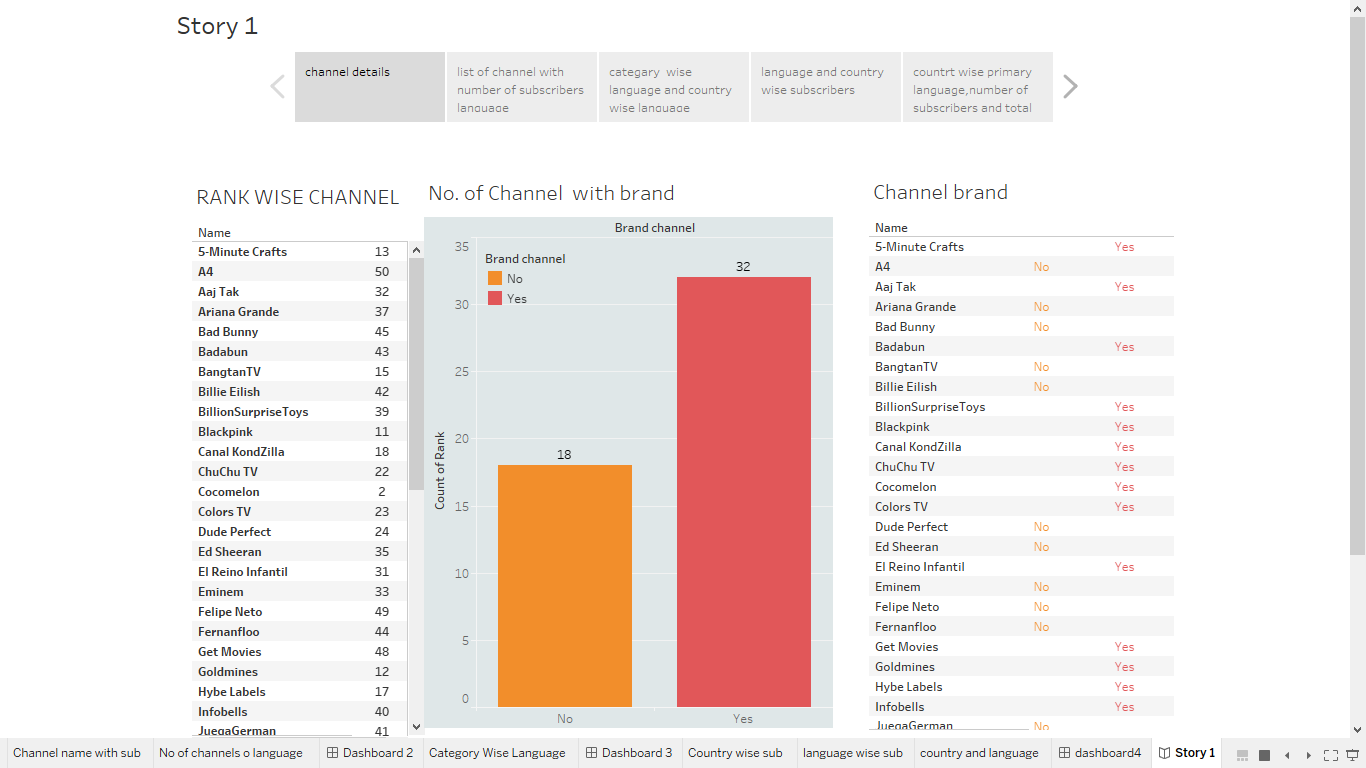 Story 1
channel details
list of channel with
number of subscribers
language
categary  wise
language and country
wise language
language and country
wise subscribers
countrt wise primary
language,number of
subscribers and total
RANK WISE CHANNEL
Name
5-Minute Crafts 13
A4 50
Aaj Tak 32
Ariana Grande 37
Bad Bunny 45
Badabun 43
BangtanTV 15
Billie Eilish 42
BillionSurpriseToys 39
Blackpink 11
Canal KondZilla 18
ChuChu TV 22
Cocomelon 2
Colors TV 23
Dude Perfect 24
Ed Sheeran 35
El Reino Infantil 31
Eminem 33
Felipe Neto 49
Fernanfloo 44
Get Movies 48
Goldmines 12
Hybe Labels 17
Infobells 40
JuegaGerman 41
No. of Channel  with brand
Brand channel
35
30
25
20
15
10
5
0
Count of Rank
Brand channel
No
Yes
18
32
No
Yes
Channel brand
Name
5-Minute Crafts Yes
A4 No
Aaj Tak Yes
Ariana Grande No
Bad Bunny No
Badabun Yes
BangtanTV No
Billie Eilish No
BillionSurpriseToys Yes
Blackpink Yes
Canal KondZilla Yes
ChuChu TV Yes
Cocomelon Yes
Colors TV Yes
Dude Perfect No
Ed Sheeran No
El Reino Infantil Yes
Eminem No
Felipe Neto No
Fernanfloo No
Get Movies Yes
Goldmines Yes
Hybe Labels Yes
Infobells Yes
JuegaGerman No
Channel name with sub No of channels o language Dashboard 2 Category Wise Language Dashboard 3 Country wise sub language wise sub country and language dashboard4 Story 1